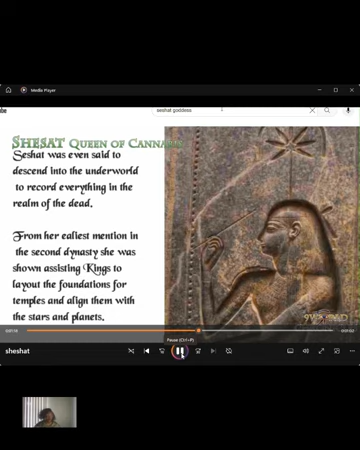 Media Player
seshat goddess
SHESAT QUEEN OF CANNABIS
Seshat was even said to
descend into the underworld
to record everything in the
realm of the dead.
From her ealiest mention in
the second dynasty she was
shown assisting Kings to
layout the foundations for
temples and align them with
the stars and planets.
Pause (Ctrl+P)
sheshat